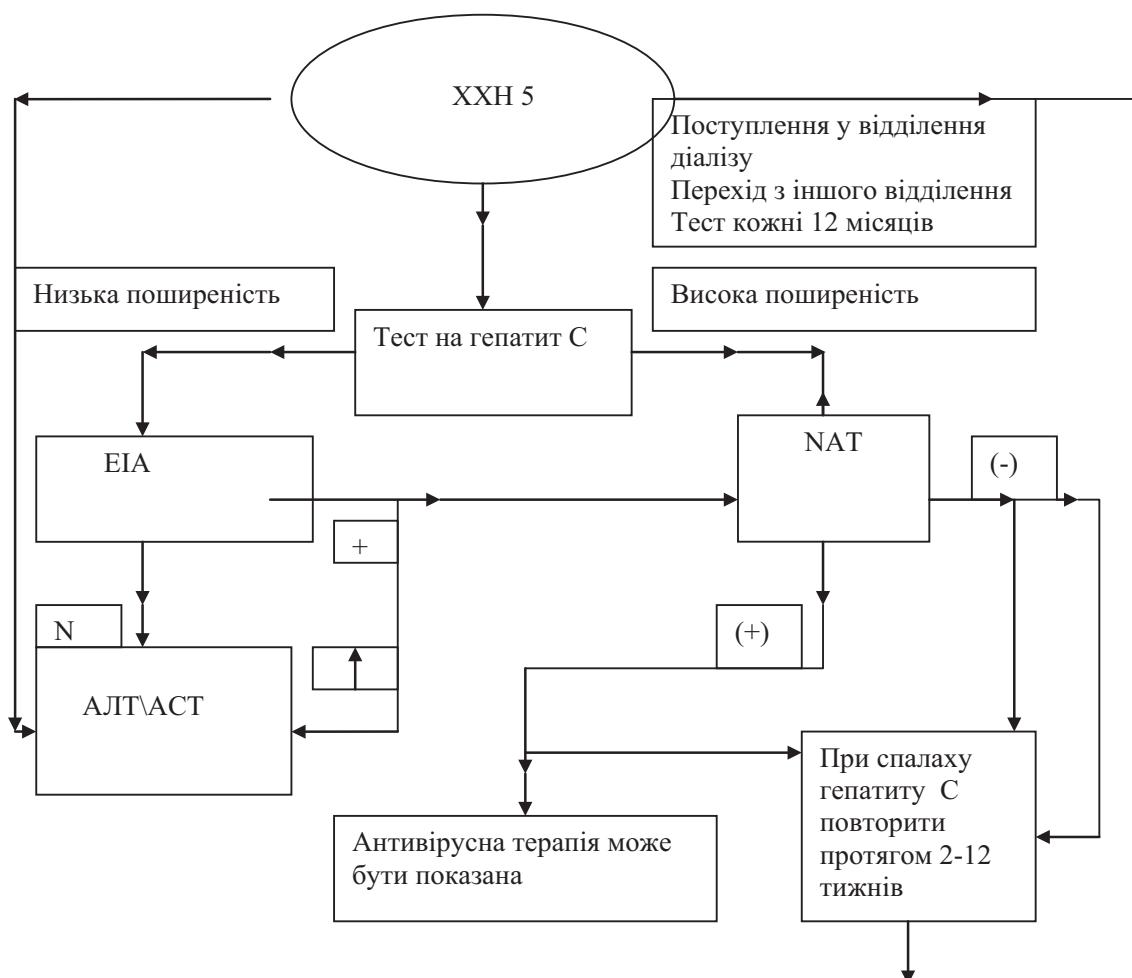 ХХН 5
Поступлення у відділення
діалізу
Перехід з іншого відділення
Тест кожні 12 місяців
Низька поширеність
Висока поширеність
Тест на гепатит С
EIA
NAT
(-)
+
N
(+)
АЛТ\АСТ
При спалаху
гепатиту С
повторити
протягом 2-12
тижнів
Антивірусна терапія може
бути показана